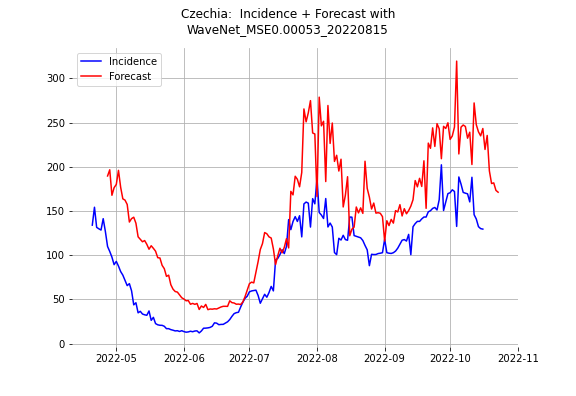 Czechia:  Incidence + Forecast with
WaveNet_MSE0.00053_20220815
Incidence
Forecast
300
250
200
150
100
50
0
2022-05 2022-06 2022-07 2022-08 2022-09 2022-10 2022-11